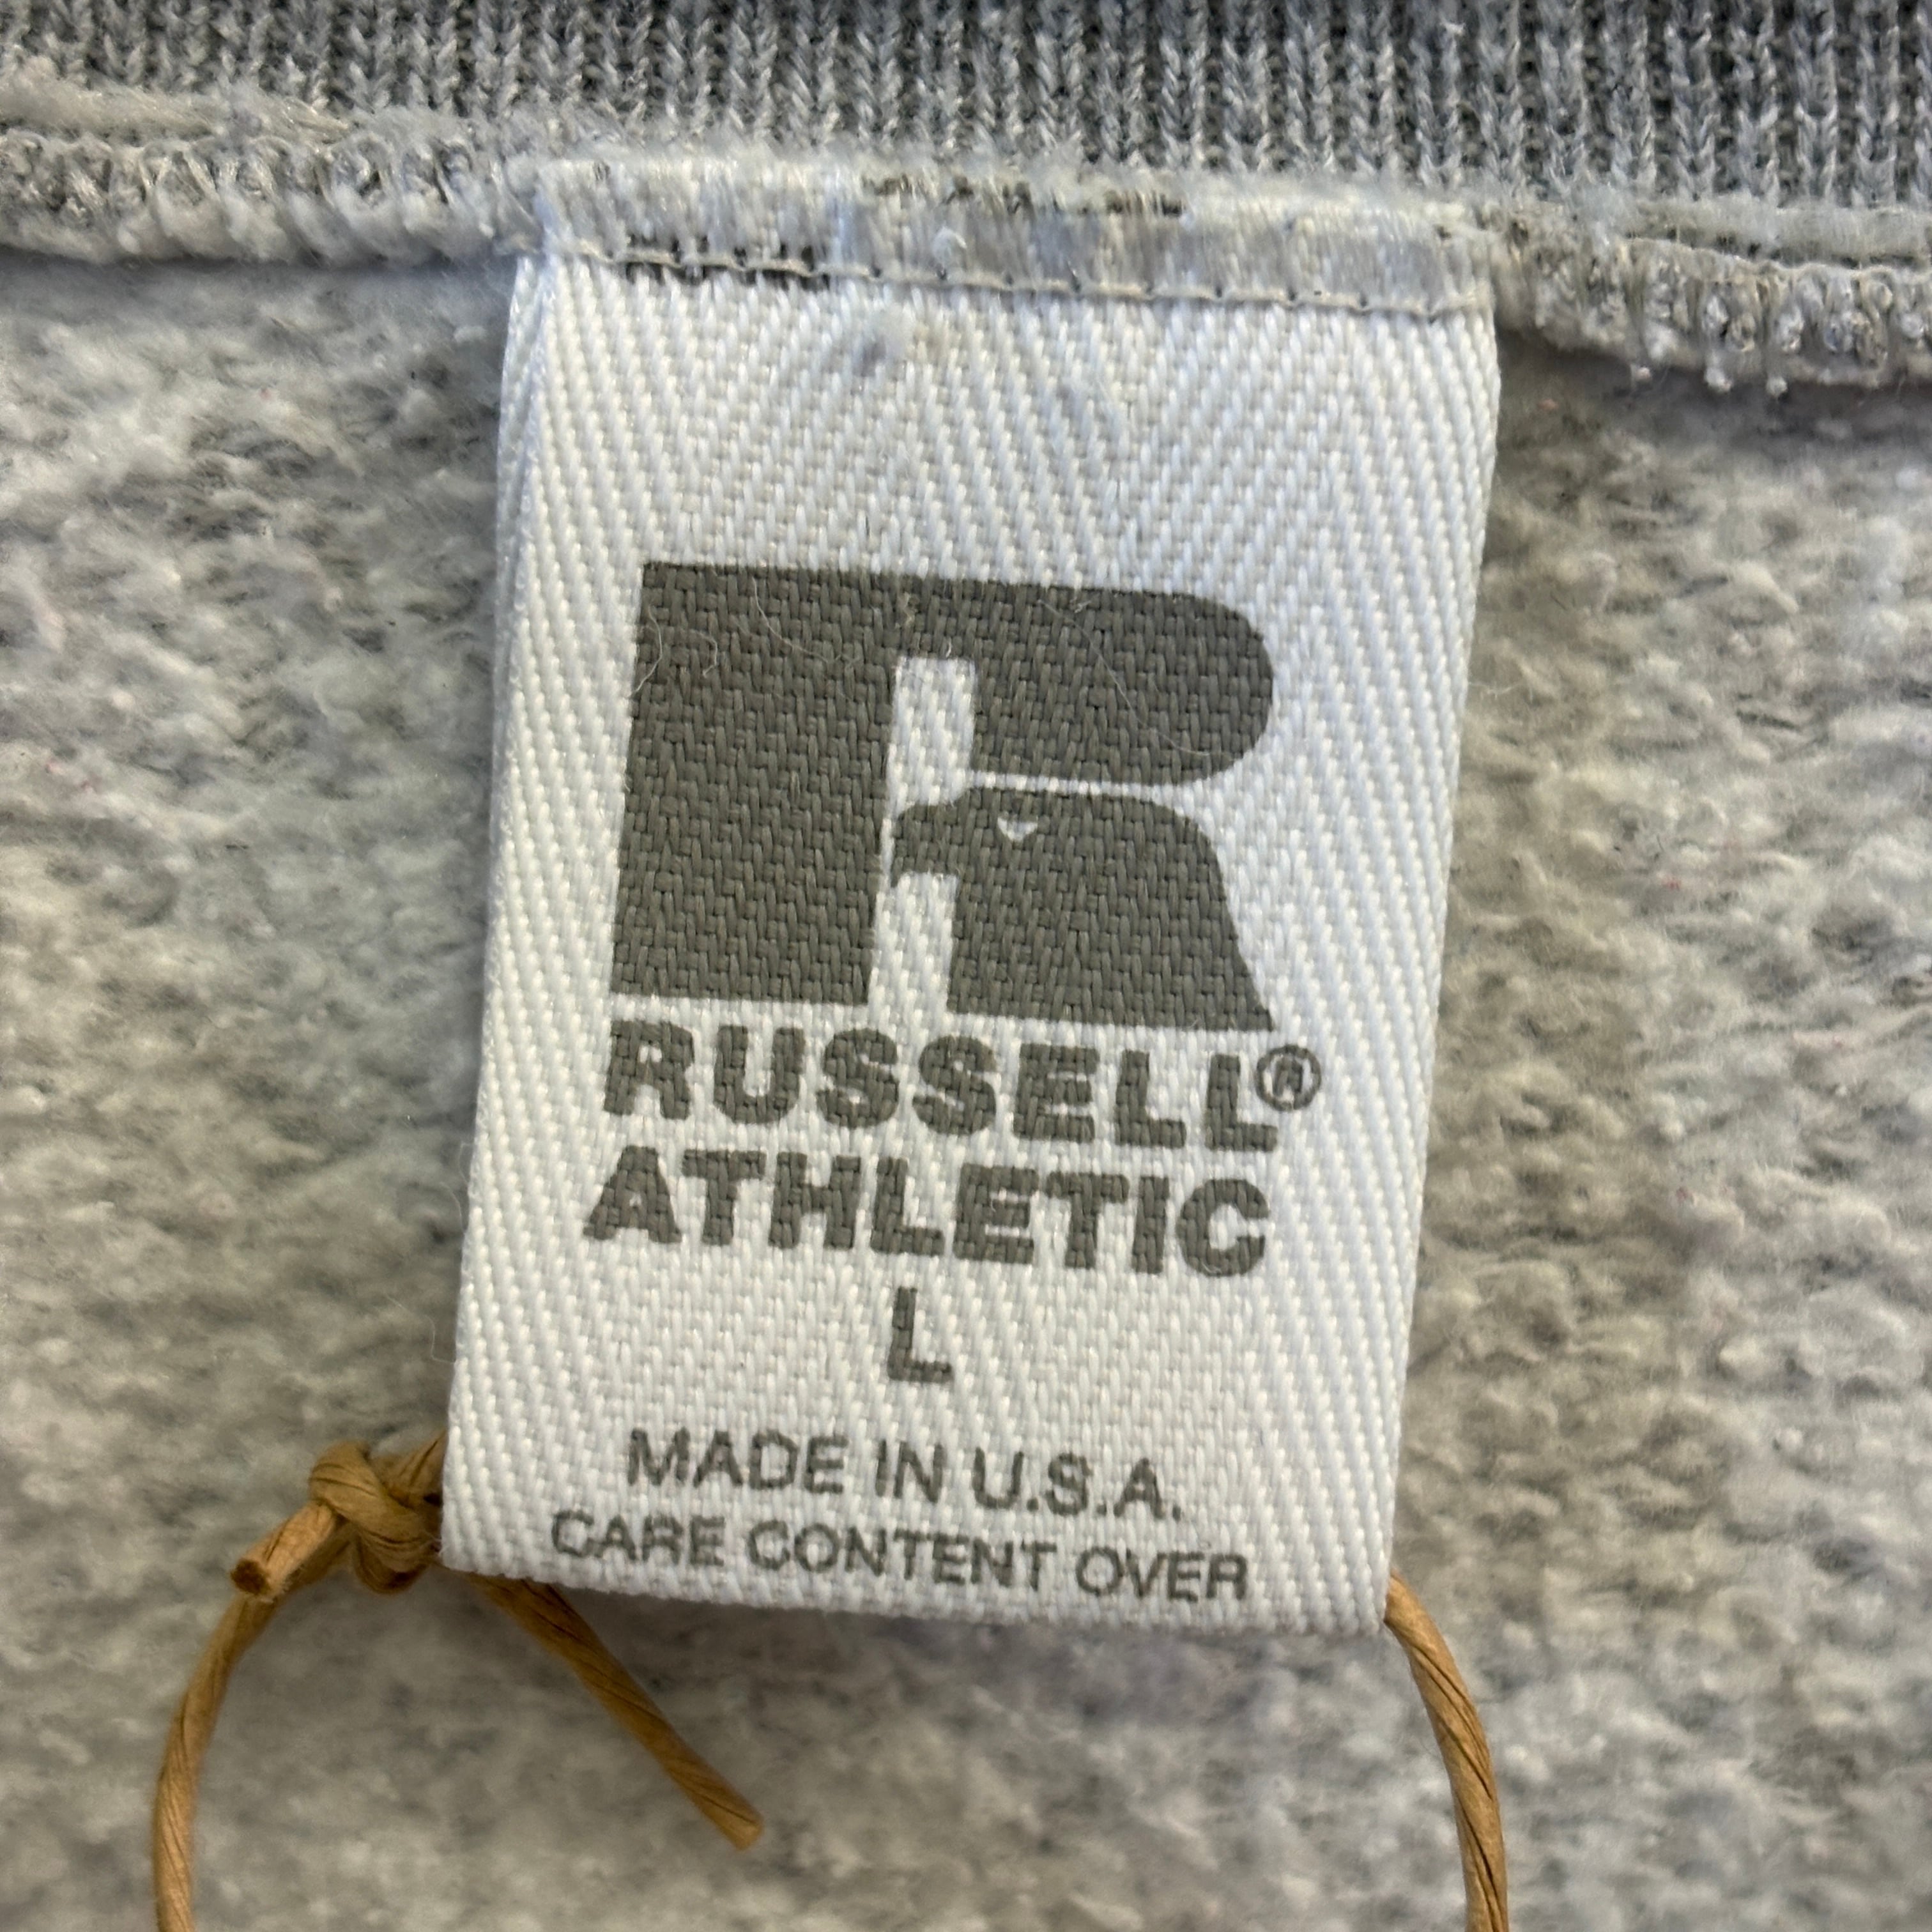 RUSSELL®
ATHLETIC
L
MADE IN U.S.A.
CARE CONTENT OVER